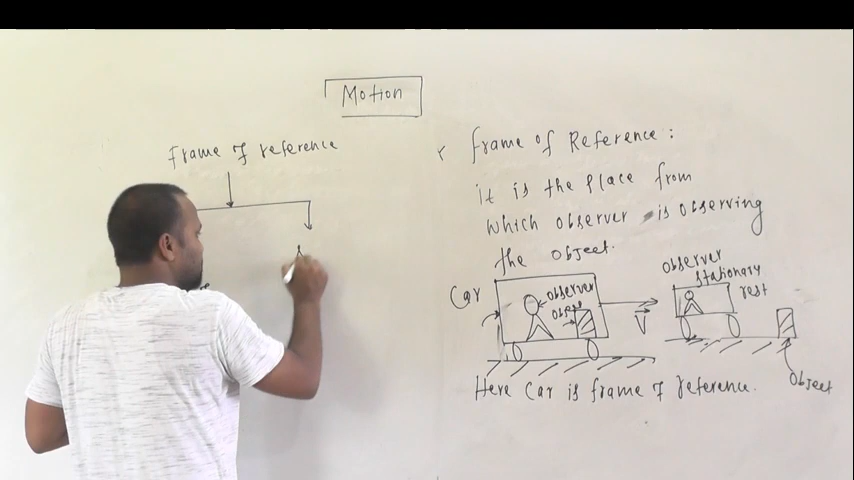 Motion
Frame of reference
Frame of Reference:
it is the place from
which observer is observing
the object.
Car
observer
observer
stationary
rest
V
object
Here Car is frame of reference.